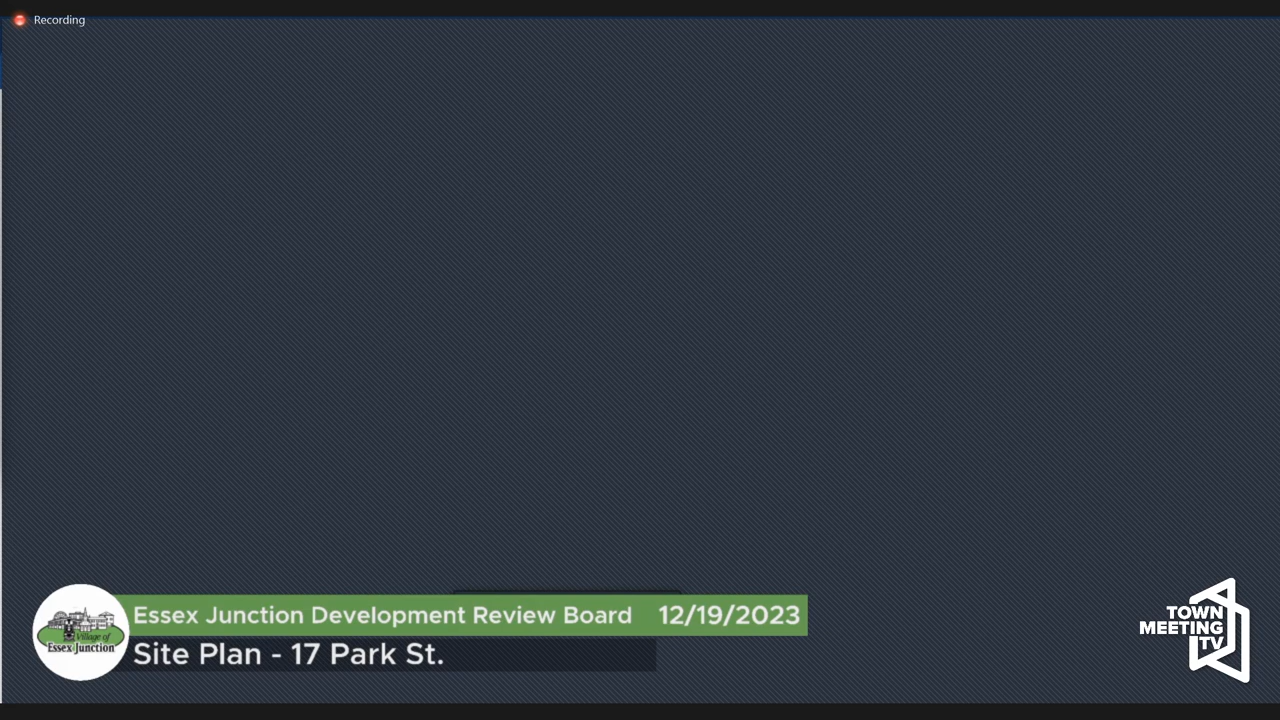 Recording
Essex Junction Development Review Board 12/19/2023
Site Plan - 17 Park St.
Village of
Essex Junction
TOWN
MEETING
TV